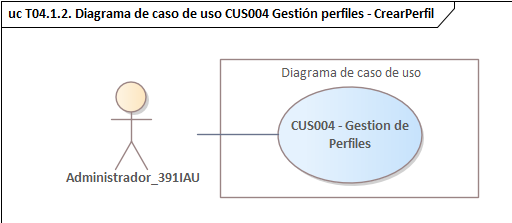 uc T04.1.2. Diagrama de caso de uso CUS004 Gestión perfiles - CrearPerfil
Diagrama de caso de uso
CUS004 - Gestion de
Perfiles
Administrador_391IAU